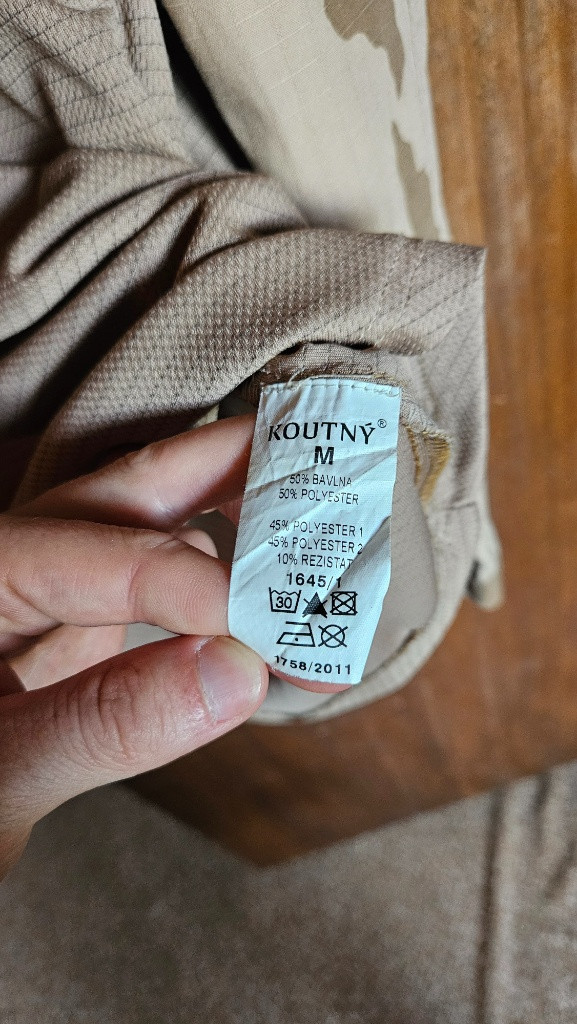 KOUTNÝ®
M
50% BAVLNA
50% POLYESTER
45% POLYESTER 1
45% POLYESTER 2
10% REZISTAT
1645/1
30
1758/2011